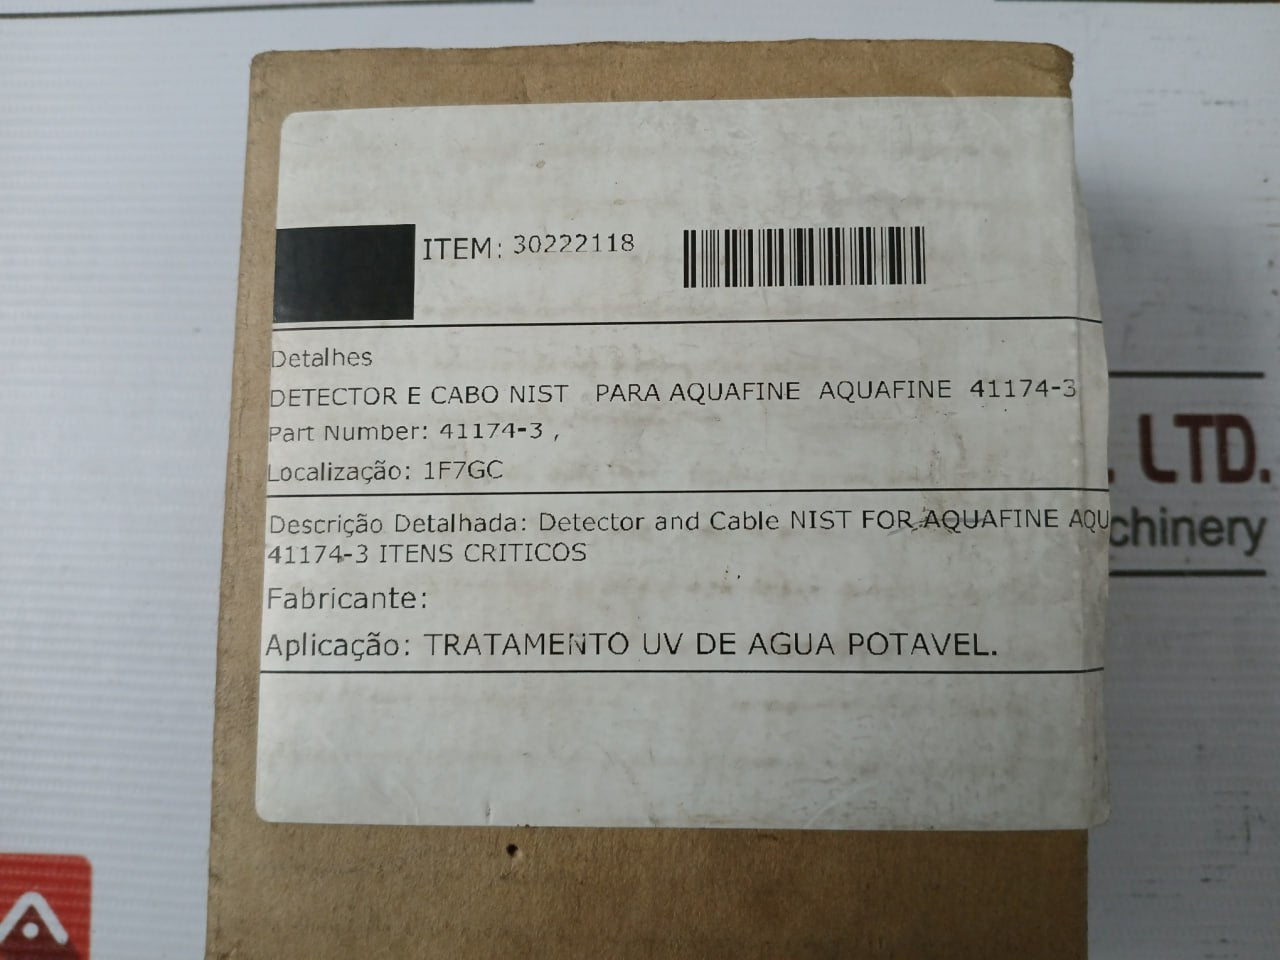 ITEM: 30222118
Detalhes
DETECTOR E CABO NIST PARA AQUAFINE AQUAFINE 41174-3
Part Number: 41174-3 ,
Localização: 1F7GC
Descrição Detalhada: Detector and Cable NIST FOR AQUAFINE AQU
41174-3 ITENS CRITICOS
Fabricante:
Aplicação: TRATAMENTO UV DE AGUA POTAVEL.
. LTD.
chinery